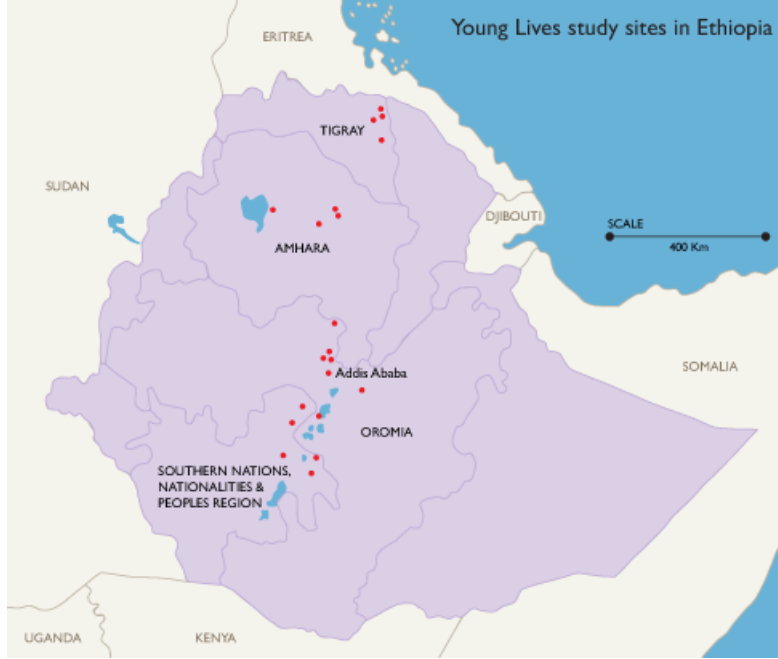 Young Lives study sites in Ethiopia
ERITREA
TIGRAY
SUDAN
DJIBOUTI
SCALE
400 Km
AMHARA
SOMALIA
Addis Ababa
OROMIA
SOUTHERN NATIONS,
NATIONALITIES &
PEOPLES REGION
UGANDA
KENYA